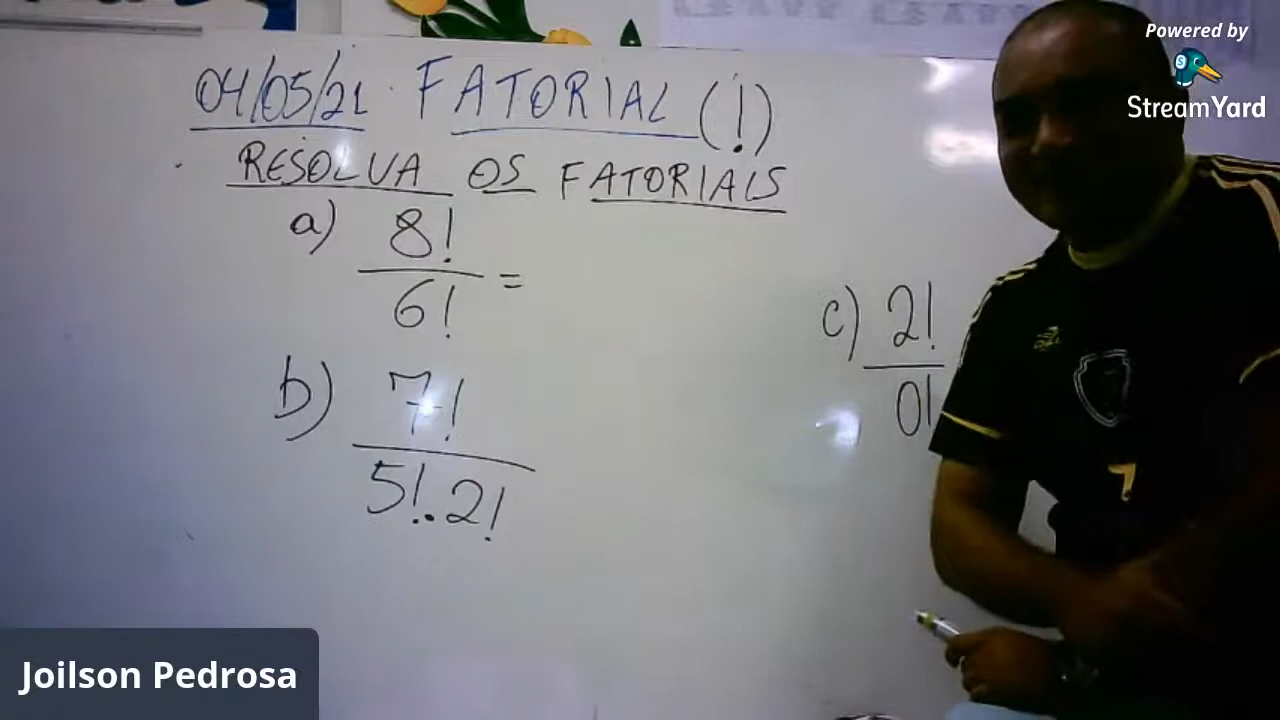 04/05/21. FATORIAL (!)
RESOLVA OS FATORIAIS
a) 8!
6! =
b) 7!
5!.2!
c) 2!
0!
7
Powered by
StreamYard
Joilson Pedrosa